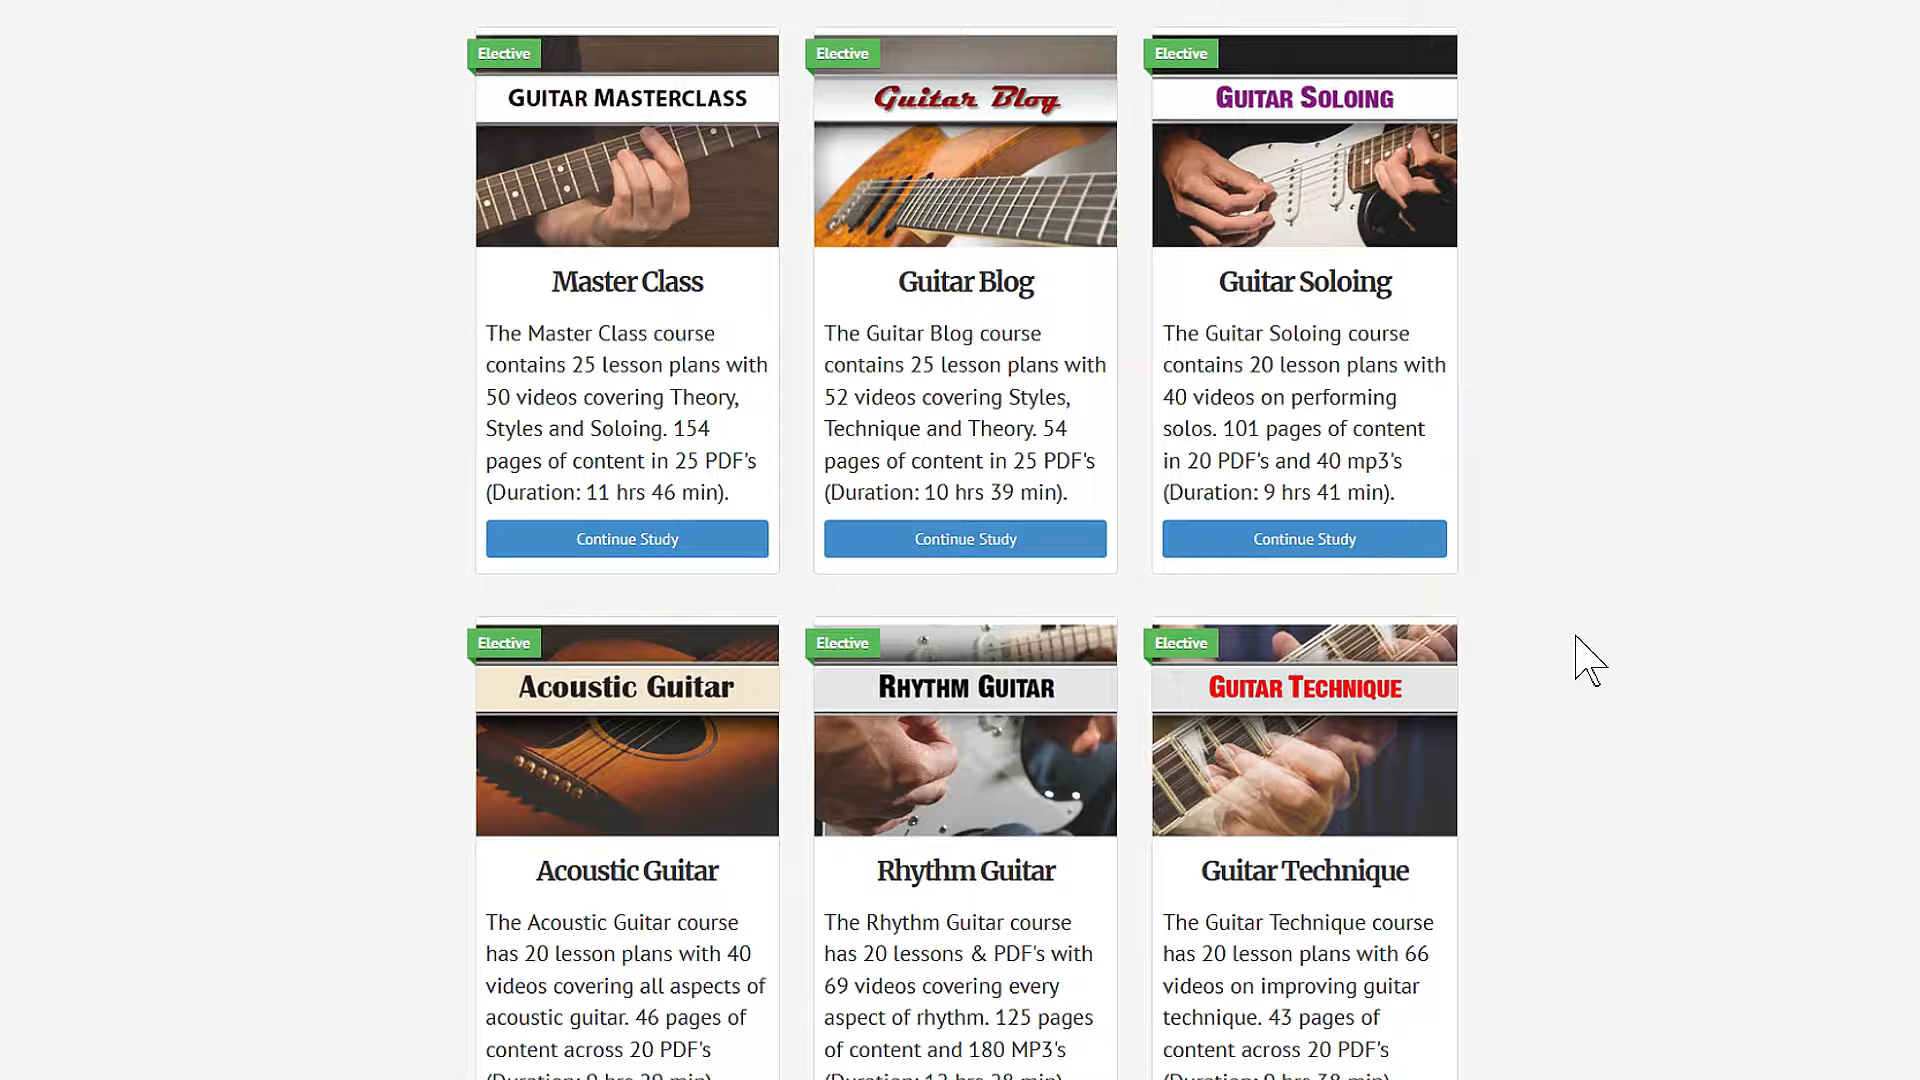 Elective
GUITAR MASTERCLASS
Master Class
The Master Class course
contains 25 lesson plans with
50 videos covering Theory,
Styles and Soloing. 154
pages of content in 25 PDF's
(Duration: 11 hrs 46 min).
Continue Study
Elective
Guitar Blog
Guitar Blog
The Guitar Blog course
contains 25 lesson plans with
52 videos covering Styles,
Technique and Theory. 54
pages of content in 25 PDF's
(Duration: 10 hrs 39 min).
Continue Study
Elective
GUITAR SOLOING
Guitar Soloing
The Guitar Soloing course
contains 20 lesson plans with
40 videos on performing
solos. 101 pages of content
in 20 PDF's and 40 mp3's
(Duration: 9 hrs 41 min).
Continue Study
Elective
Acoustic Guitar
Acoustic Guitar
The Acoustic Guitar course
has 20 lesson plans with 40
videos covering all aspects of
acoustic guitar. 46 pages of
content across 20 PDF's
Elective
RHYTHM GUITAR
Rhythm Guitar
The Rhythm Guitar course
has 20 lessons & PDF's with
69 videos covering every
aspect of rhythm. 125 pages
of content and 180 MP3's
Elective
GUITAR TECHNIQUE
Guitar Technique
The Guitar Technique course
has 20 lesson plans with 66
videos on improving guitar
technique. 43 pages of
content across 20 PDF's